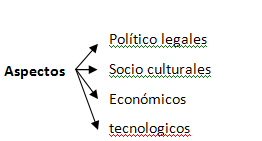 Político legales
Aspectos
Socio culturales
Económicos
tecnologicos